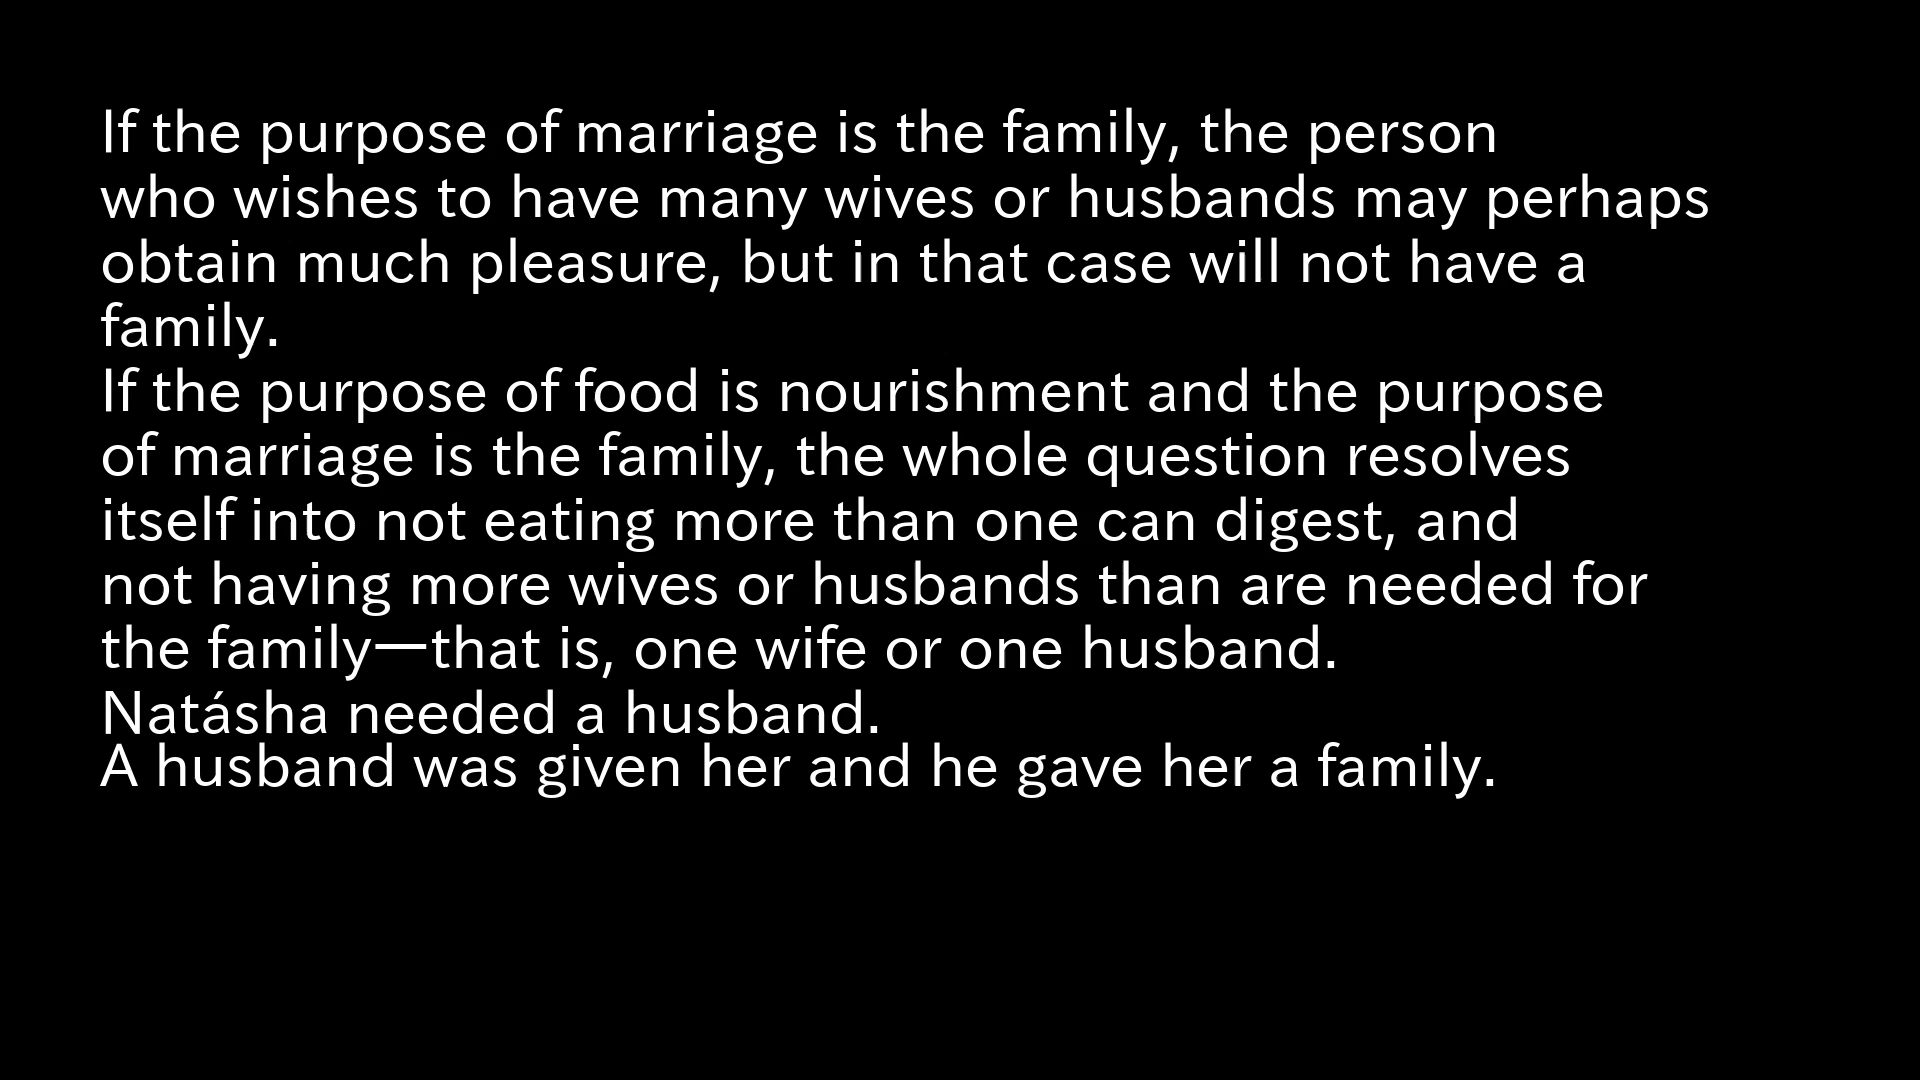 If the purpose of marriage is the family, the person
who wishes to have many wives or husbands may perhaps
obtain much pleasure, but in that case will not have a
family.
If the purpose of food is nourishment and the purpose
of marriage is the family, the whole question resolves
itself into not eating more than one can digest, and
not having more wives or husbands than are needed for
the family—that is, one wife or one husband.
Natásha needed a husband.
A husband was given her and he gave her a family.